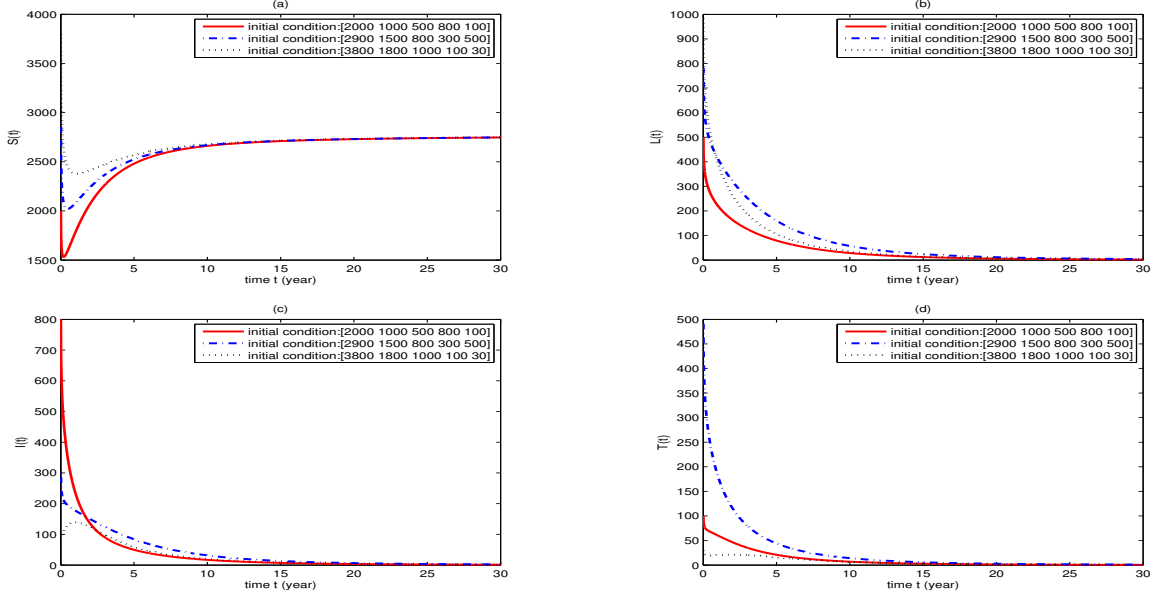 (a)
4000
3500
3000
2500
2000
1500
S(t)
0 5 10 15 20 25 30
time t (year)
initial condition:[2000 1000 500 800 100]
initial condition:[2900 1500 800 300 500]
initial condition:[3800 1800 1000 100 30]
(b)
1000
900
800
700
600
500
400
300
200
100
0
L(t)
0 5 10 15 20 25 30
time t (year)
initial condition:[2000 1000 500 800 100]
initial condition:[2900 1500 800 300 500]
initial condition:[3800 1800 1000 100 30]
(c)
800
700
600
500
400
300
200
100
0
I(t)
0 5 10 15 20 25 30
time t (year)
initial condition:[2000 1000 500 800 100]
initial condition:[2900 1500 800 300 500]
initial condition:[3800 1800 1000 100 30]
(d)
500
450
400
350
300
250
200
150
100
50
0
T(t)
0 5 10 15 20 25 30
time t (year)
initial condition:[2000 1000 500 800 100]
initial condition:[2900 1500 800 300 500]
initial condition:[3800 1800 1000 100 30]